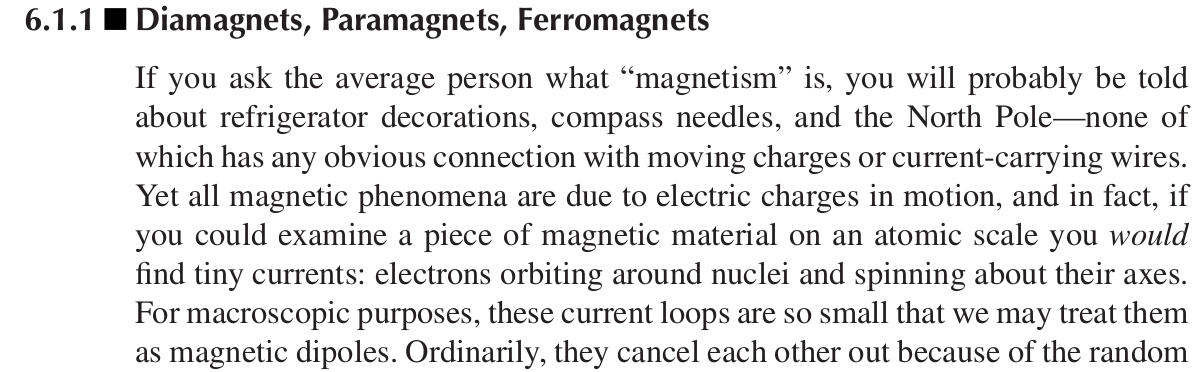 6.1.1 ■ Diamagnets, Paramagnets, Ferromagnets
If you ask the average person what “magnetism” is, you will probably be told
about refrigerator decorations, compass needles, and the North Pole—none of
which has any obvious connection with moving charges or current-carrying wires.
Yet all magnetic phenomena are due to electric charges in motion, and in fact, if
you could examine a piece of magnetic material on an atomic scale you would
find tiny currents: electrons orbiting around nuclei and spinning about their axes.
For macroscopic purposes, these current loops are so small that we may treat them
as magnetic dipoles. Ordinarily, they cancel each other out because of the random